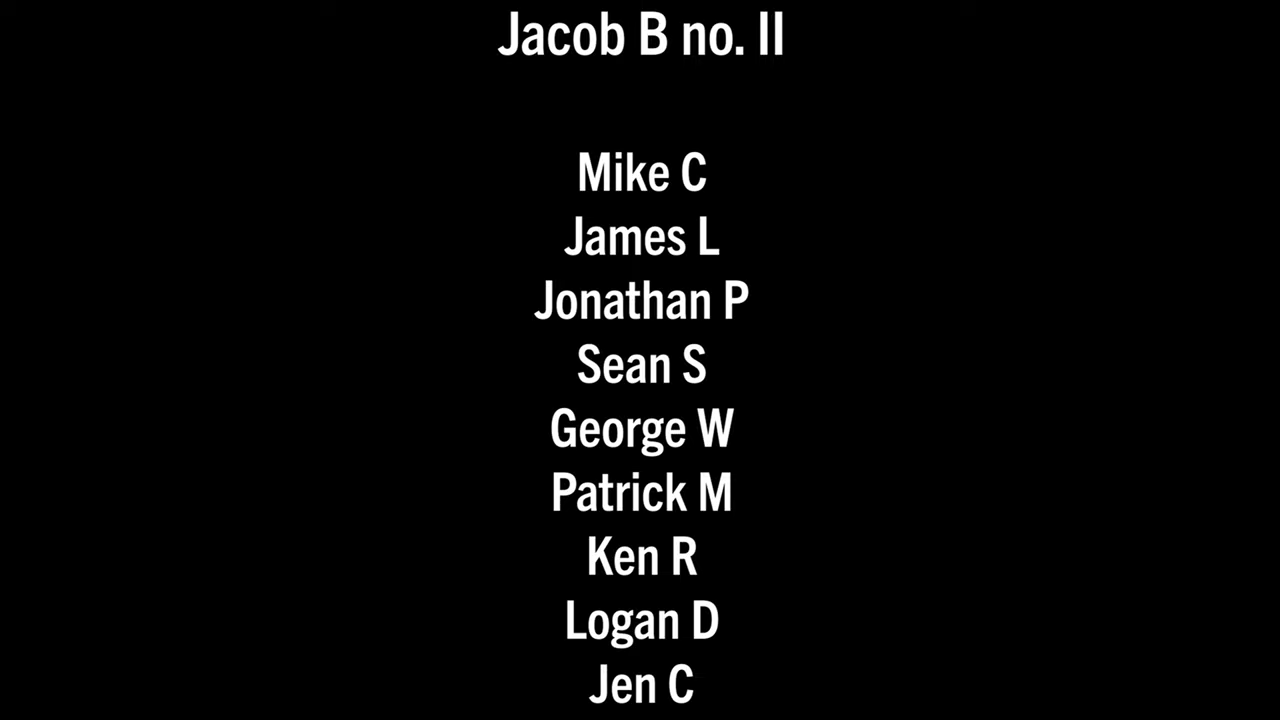 Jacob B no. II
Mike C
James L
Jonathan P
Sean S
George W
Patrick M
Ken R
Logan D
Jen C